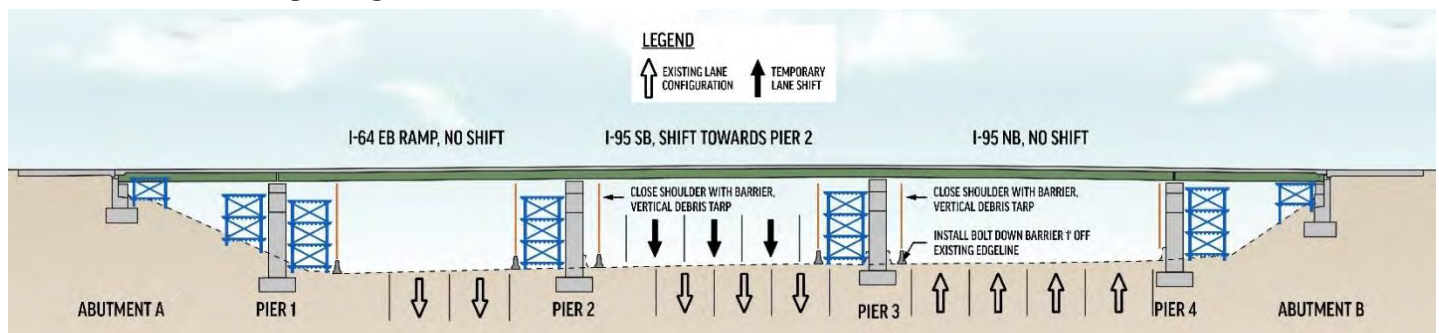 LEGEND
EXISTING LANE
CONFIGURATION
TEMPORARY
LANE SHIFT
I-64 EB RAMP, NO SHIFT
I-95 SB, SHIFT TOWARDS PIER 2
I-95 NB, NO SHIFT
CLOSE SHOULDER WITH BARRIER,
VERTICAL DEBRIS TARP
CLOSE SHOULDER WITH BARRIER,
VERTICAL DEBRIS TARP
INSTALL BOLT DOWN BARRIER 1' OFF
EXISTING EDGELINE
ABUTMENT A
PIER 1
PIER 2
PIER 3
PIER 4
ABUTMENT B